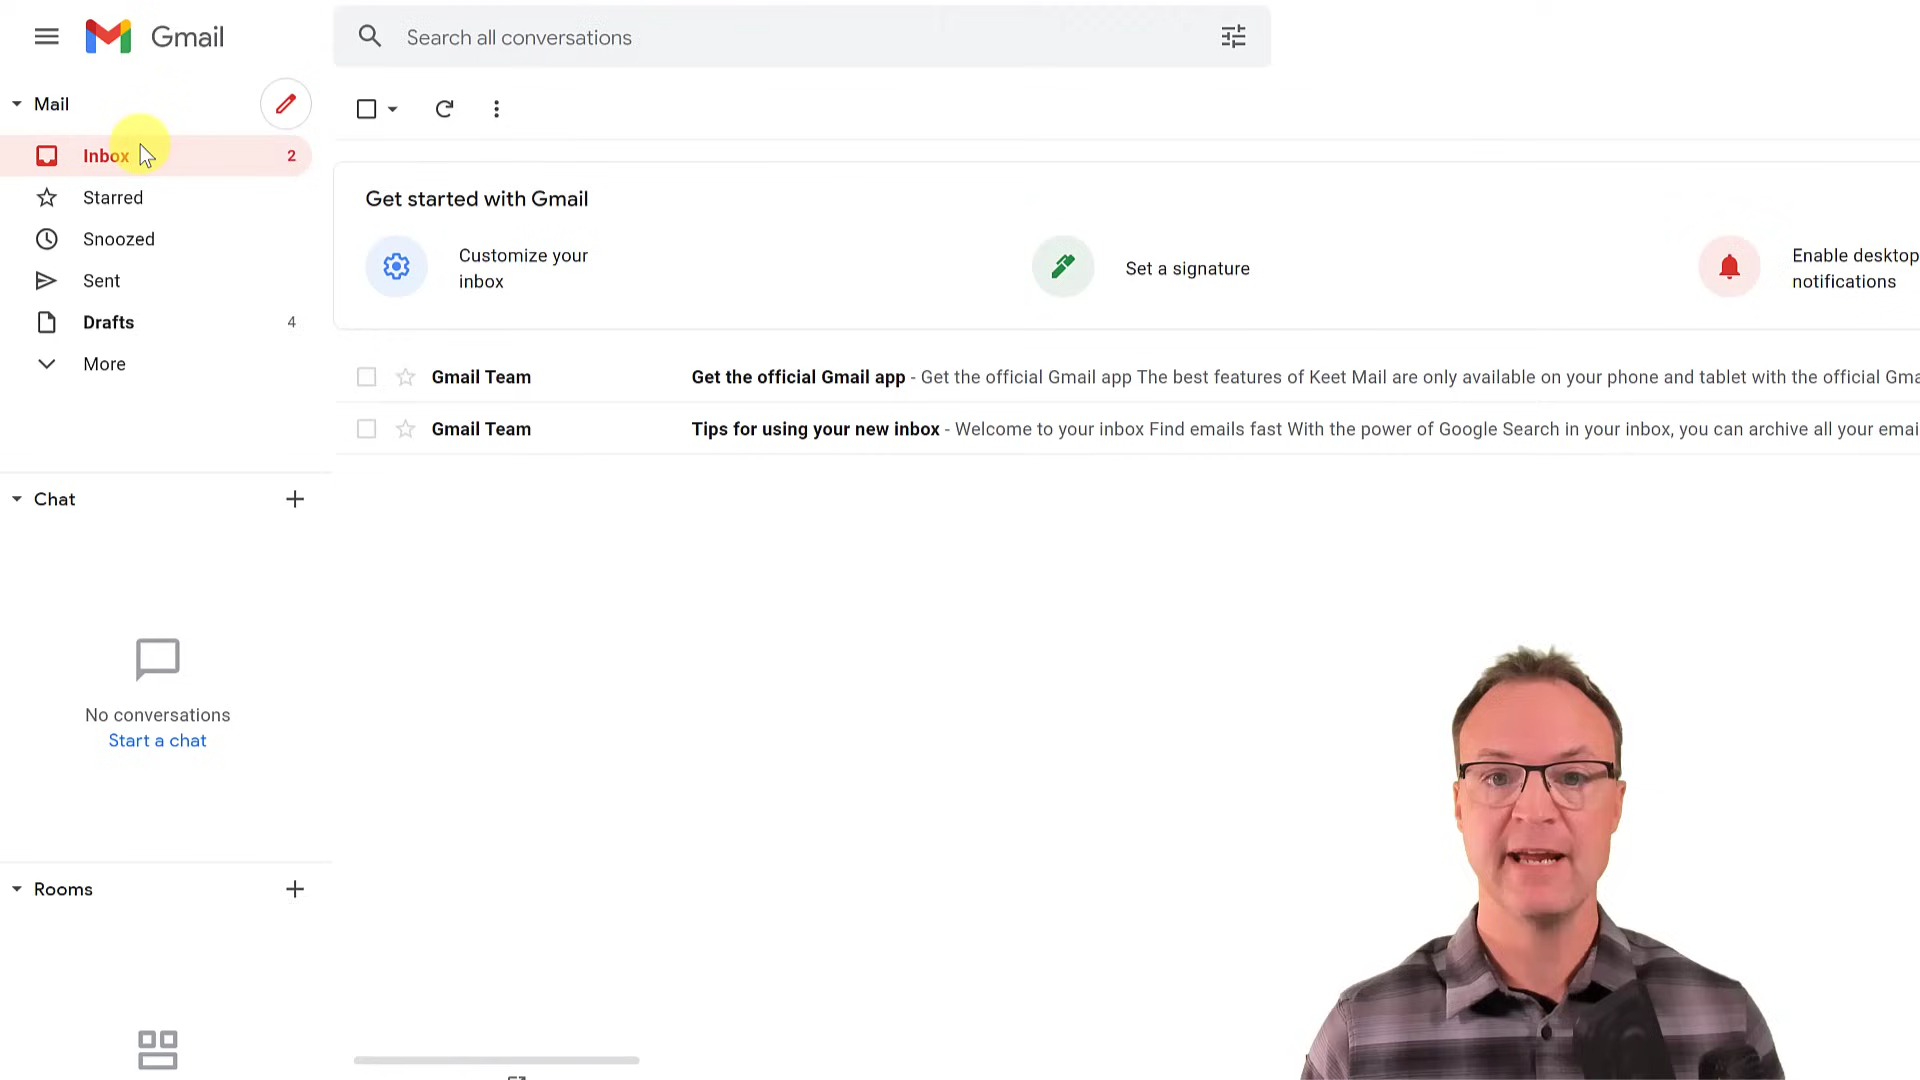 Gmail
Search all conversations
Mail
Inbox 2
Starred
Snoozed
Sent
Drafts 4
More
Get started with Gmail
Customize your
inbox
Set a signature
Enable desktop
notifications
Gmail Team Get the official Gmail app - Get the official Gmail app The best features of Keet Mail are only available on your phone and tablet with the official Gma
Gmail Team Tips for using your new inbox - Welcome to your inbox Find emails fast With the power of Google Search in your inbox, you can archive all your emai
Chat
No conversations
Start a chat
Rooms